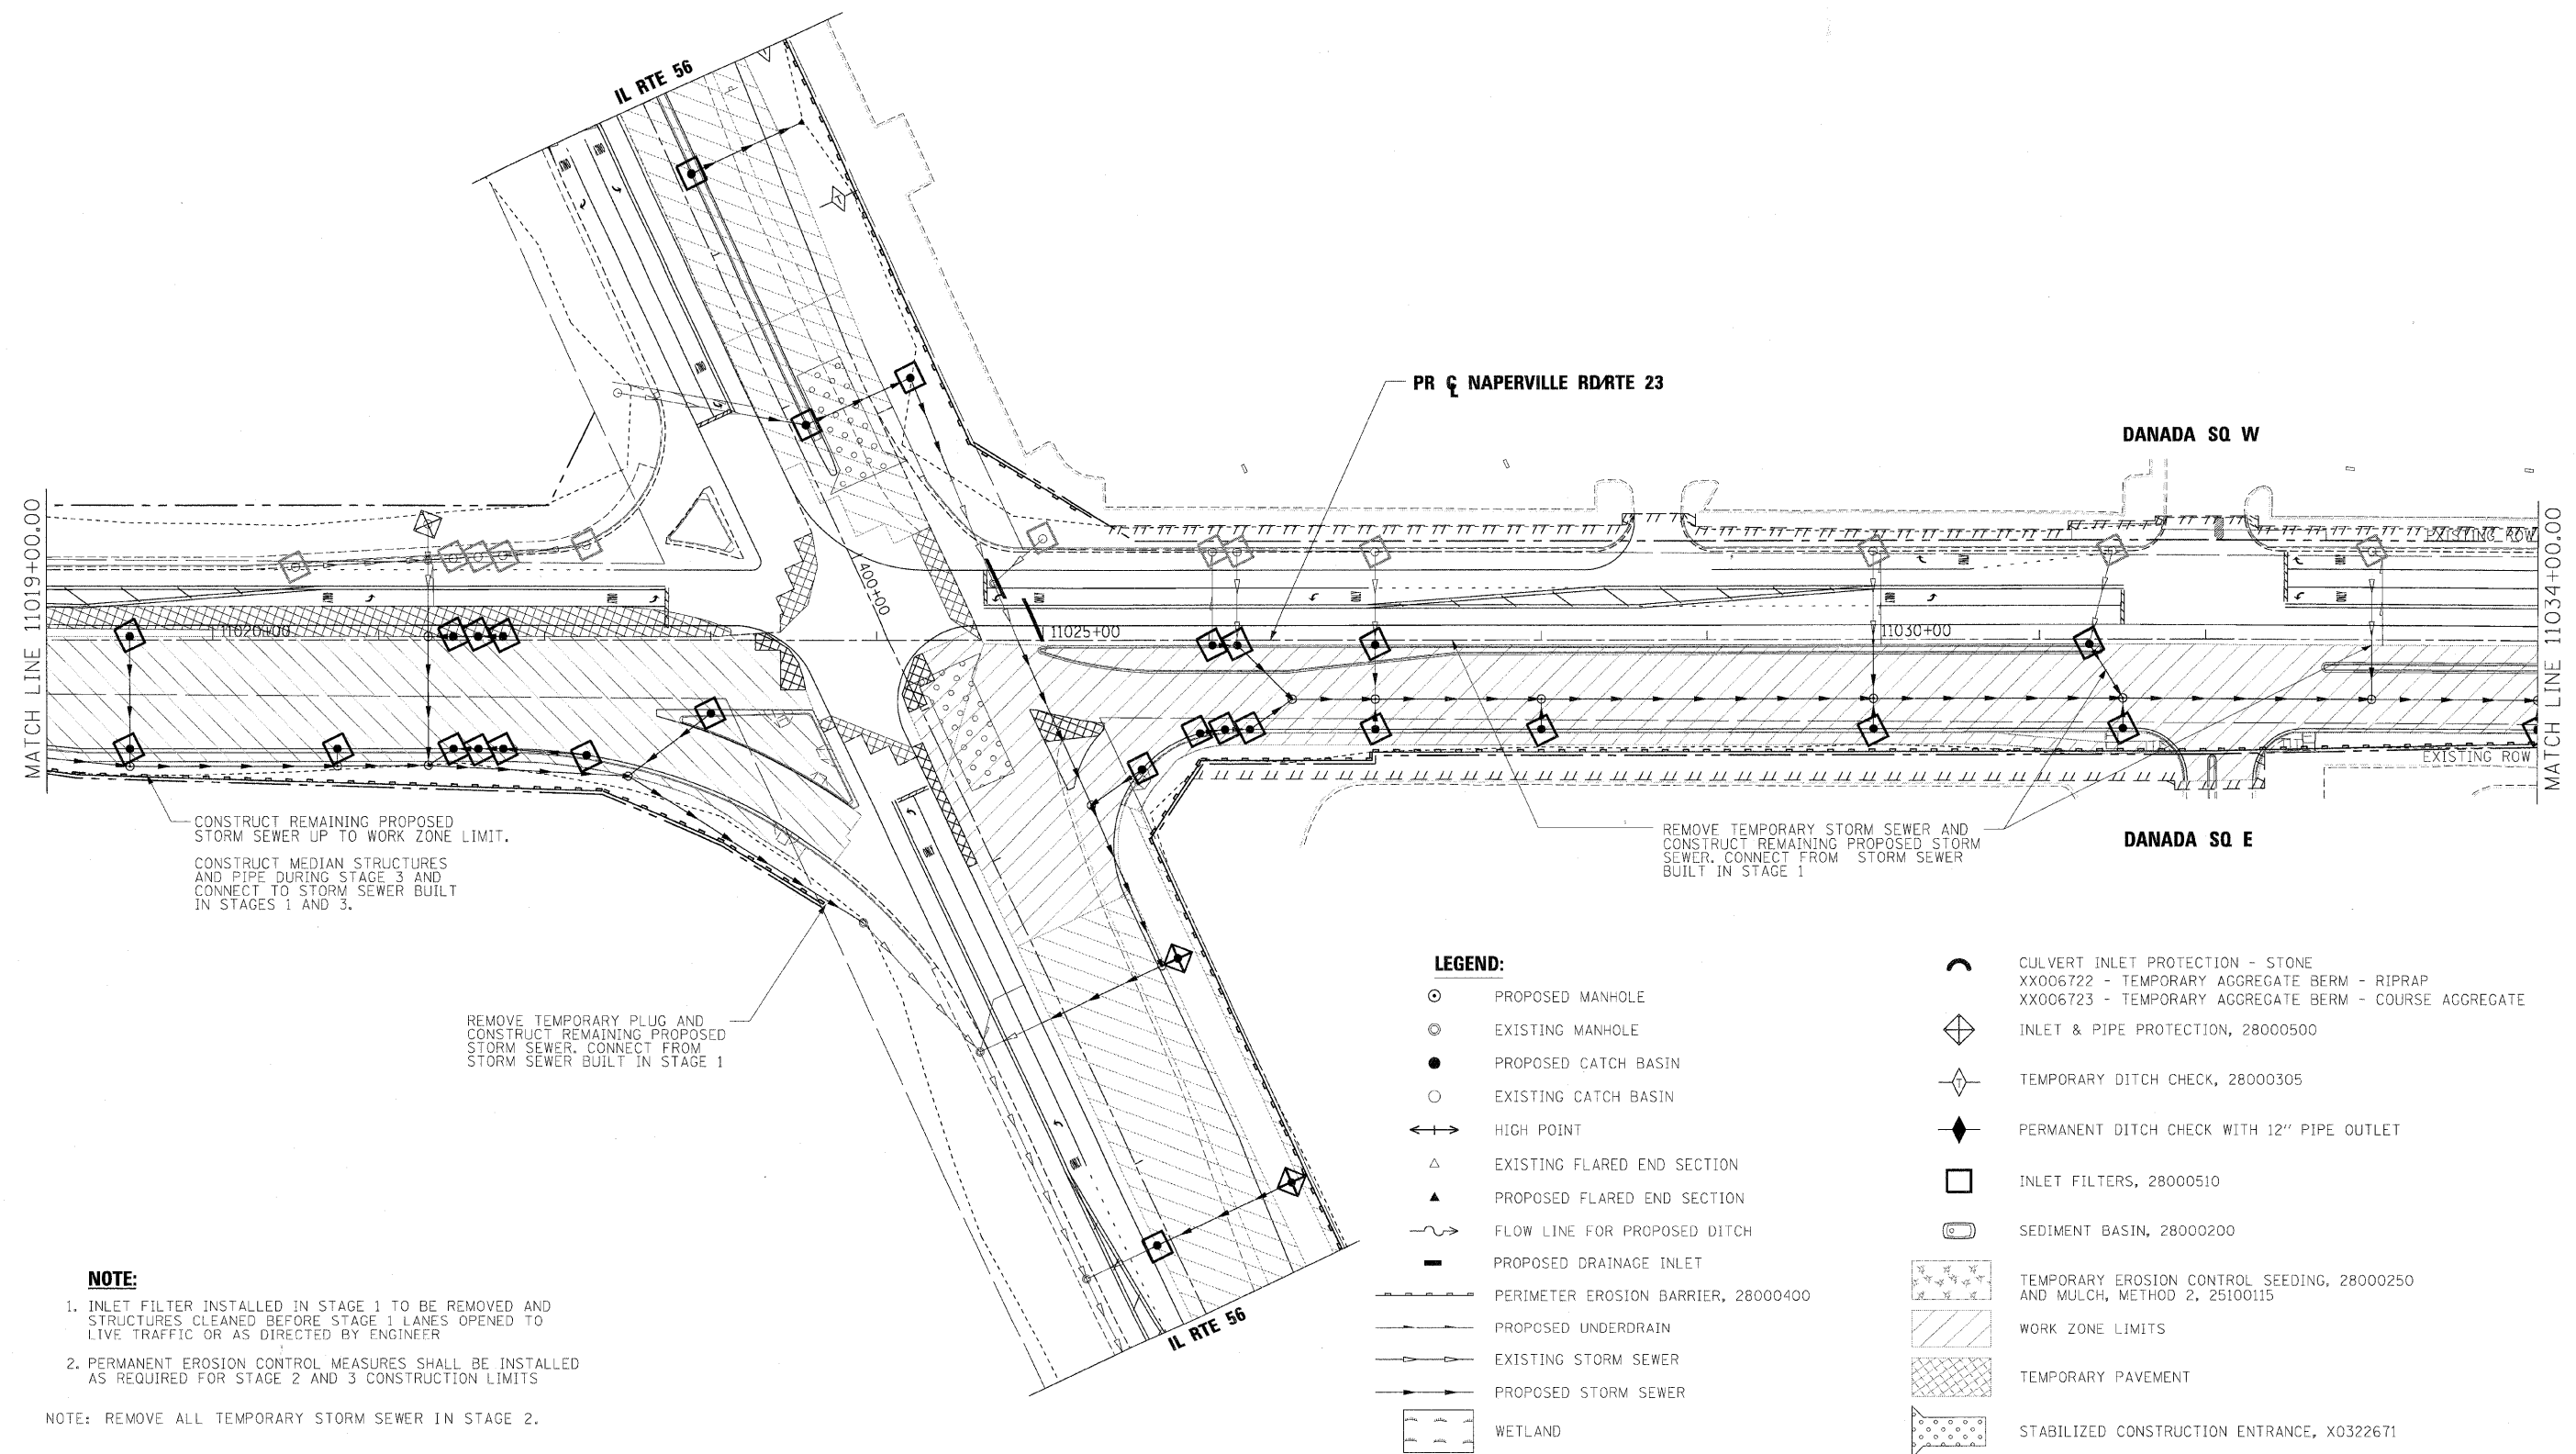 IL RTE 56
PR ℄ NAPERVILLE RD/RTE 23
DANADA SQ W
MATCH LINE 11019+00.00
MATCH LINE 11034+00.00
EXISTING ROW
400+00
11020+00
11025+00
11030+00
EXISTING ROW
CONSTRUCT REMAINING PROPOSED
STORM SEWER UP TO WORK ZONE LIMIT.
CONSTRUCT MEDIAN STRUCTURES
AND PIPE DURING STAGE 3 AND
CONNECT TO STORM SEWER BUILT
IN STAGES 1 AND 3.
REMOVE TEMPORARY STORM SEWER AND
CONSTRUCT REMAINING PROPOSED STORM
SEWER. CONNECT FROM STORM SEWER
BUILT IN STAGE 1
DANADA SQ E
REMOVE TEMPORARY PLUG AND
CONSTRUCT REMAINING PROPOSED
STORM SEWER. CONNECT FROM
STORM SEWER BUILT IN STAGE 1
IL RTE 56
LEGEND:
PROPOSED MANHOLE
EXISTING MANHOLE
PROPOSED CATCH BASIN
EXISTING CATCH BASIN
HIGH POINT
EXISTING FLARED END SECTION
PROPOSED FLARED END SECTION
FLOW LINE FOR PROPOSED DITCH
PROPOSED DRAINAGE INLET
PERIMETER EROSION BARRIER, 28000400
PROPOSED UNDERDRAIN
EXISTING STORM SEWER
PROPOSED STORM SEWER
WETLAND
CULVERT INLET PROTECTION - STONE
XX006722 - TEMPORARY AGGREGATE BERM - RIPRAP
XX006723 - TEMPORARY AGGREGATE BERM - COURSE AGGREGATE
INLET & PIPE PROTECTION, 28000500
T
TEMPORARY DITCH CHECK, 28000305
PERMANENT DITCH CHECK WITH 12" PIPE OUTLET
INLET FILTERS, 28000510
SEDIMENT BASIN, 28000200
TEMPORARY EROSION CONTROL SEEDING, 28000250
AND MULCH, METHOD 2, 25100115
WORK ZONE LIMITS
TEMPORARY PAVEMENT
STABILIZED CONSTRUCTION ENTRANCE, X0322671
NOTE:
1. INLET FILTER INSTALLED IN STAGE 1 TO BE REMOVED AND
STRUCTURES CLEANED BEFORE STAGE 1 LANES OPENED TO
LIVE TRAFFIC OR AS DIRECTED BY ENGINEER
2. PERMANENT EROSION CONTROL MEASURES SHALL BE INSTALLED
AS REQUIRED FOR STAGE 2 AND 3 CONSTRUCTION LIMITS
NOTE: REMOVE ALL TEMPORARY STORM SEWER IN STAGE 2.